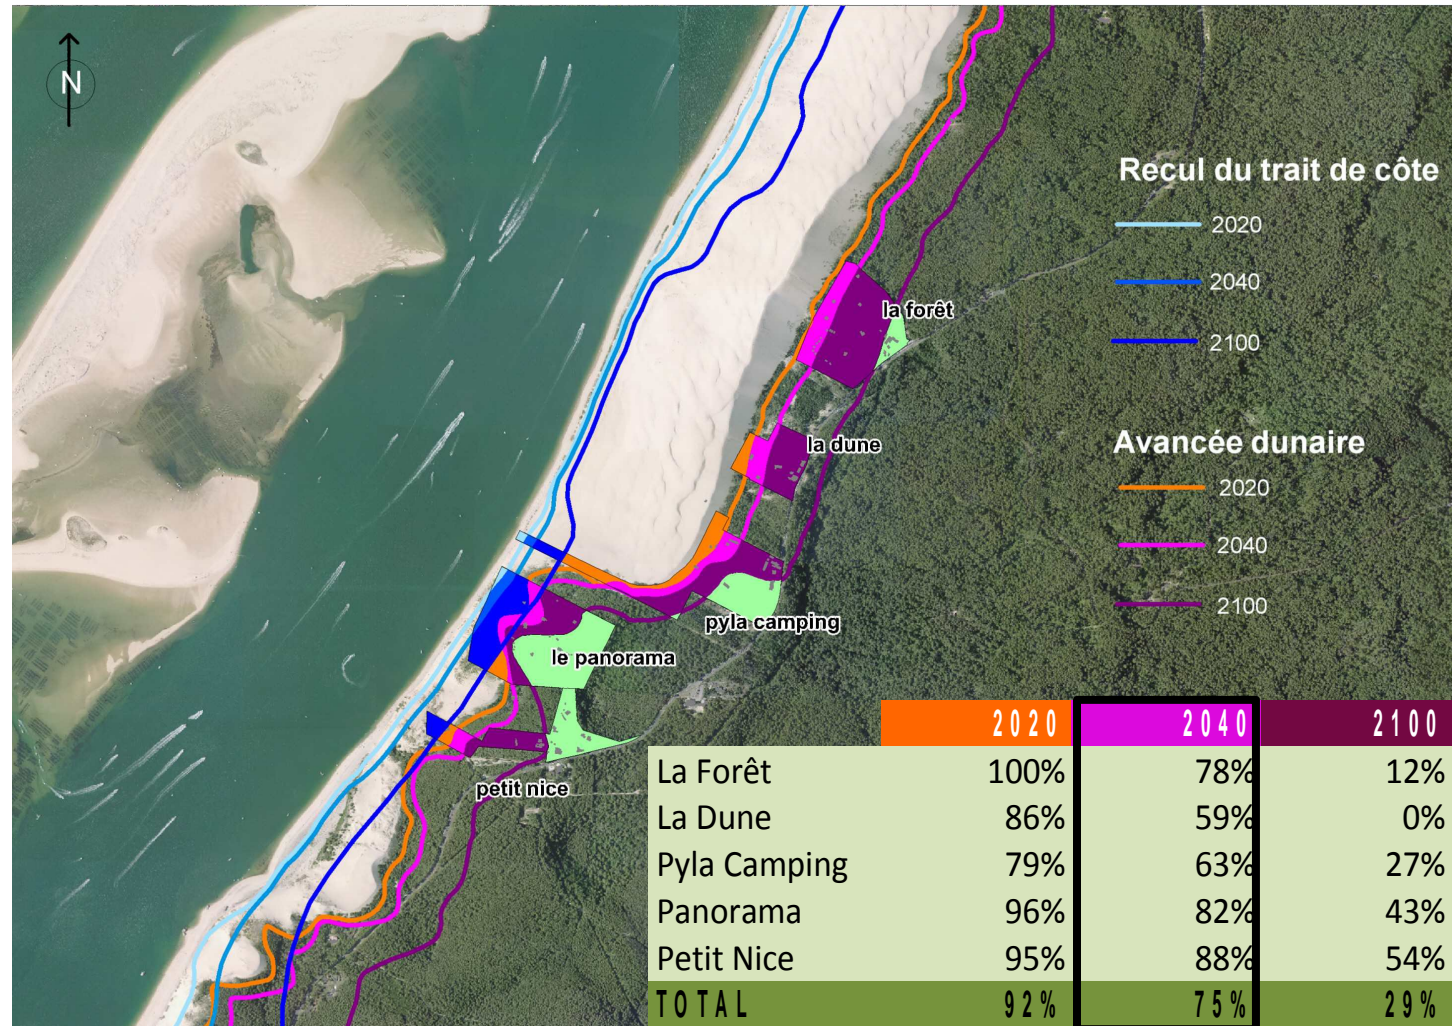 N
Recul du trait de côte
2020
2040
2100
Avancée dunaire
2020
2040
2100
la forêt
la dune
pyla camping
le panorama
petit nice
2020 2040 2100
La Forêt 100% 78% 12%
La Dune 86% 59% 0%
Pyla Camping 79% 63% 27%
Panorama 96% 82% 43%
Petit Nice 95% 88% 54%
TOTAL 92% 75% 29%